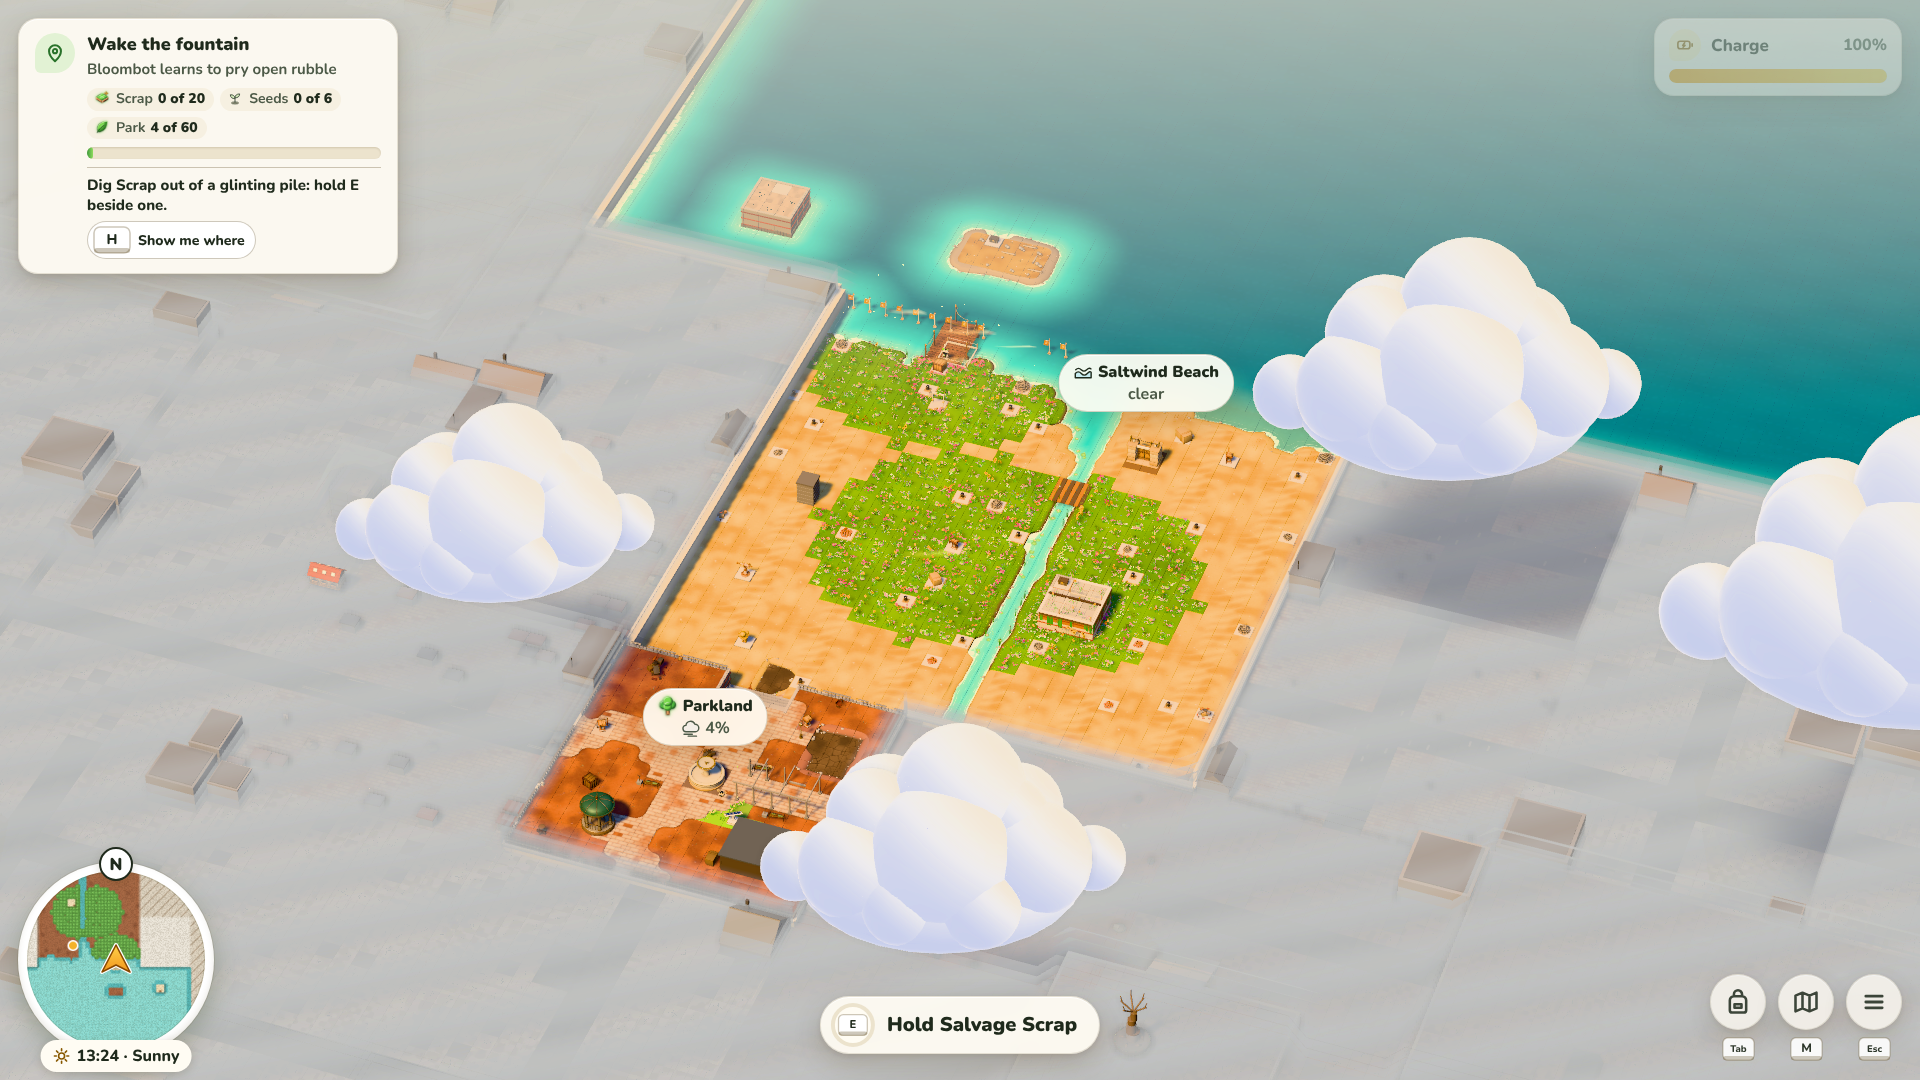 Wake the fountain
Bloombot learns to pry open rubble
Scrap 0 of 20 Seeds 0 of 6
Park 4 of 60
Dig Scrap out of a glinting pile: hold E
beside one.
H Show me where
Charge 100%
Saltwind Beach
clear
Parkland
4%
N
13:24 · Sunny
E Hold Salvage Scrap
Tab M Esc